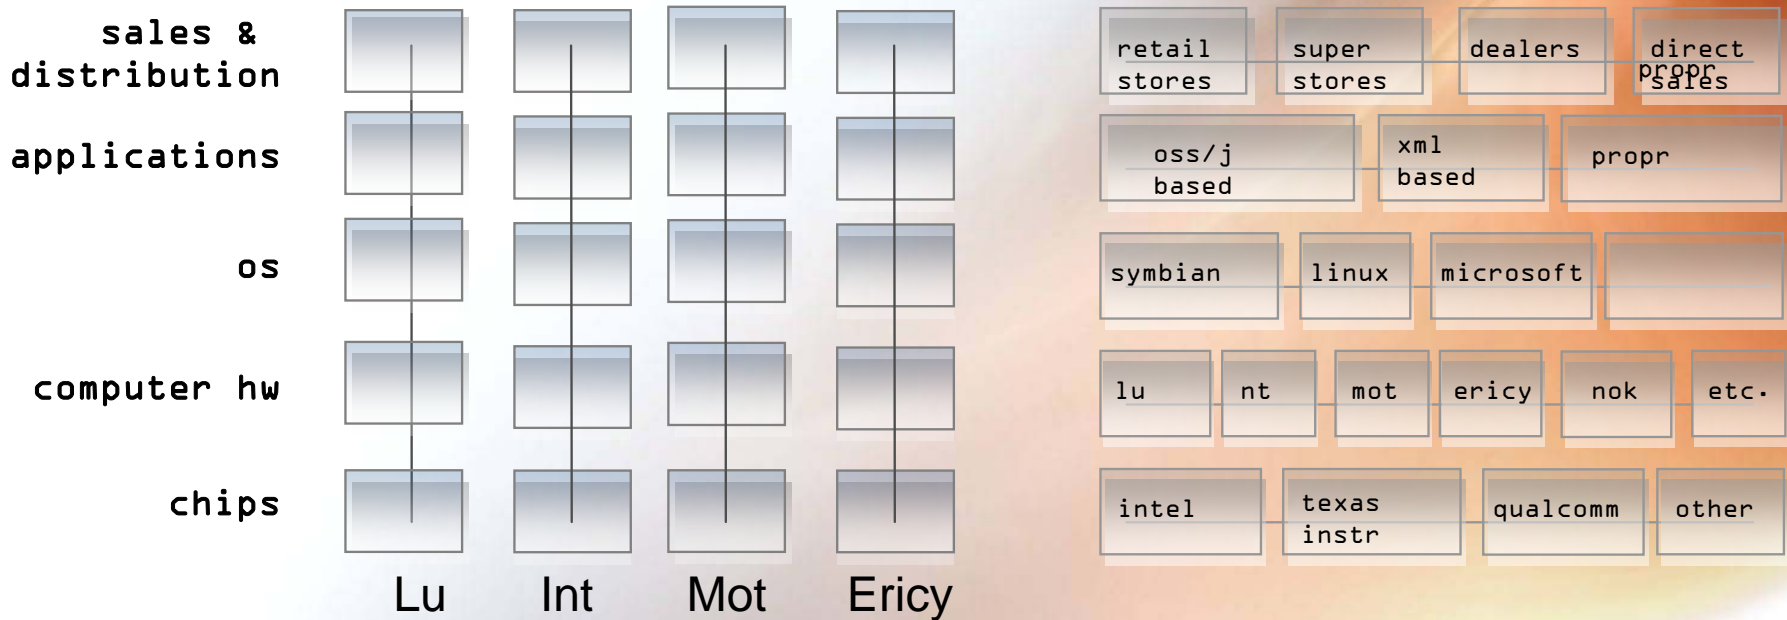 sales &
distribution
retail
stores
super
stores
dealers
direct
sales
propr
applications
oss/j
based
xml
based
propr
os
symbian
linux
microsoft
computer hw
lu
nt
mot
ericy
nok
etc.
chips
intel
texas
instr
qualcomm
other
Lu
Int
Mot
Ericy